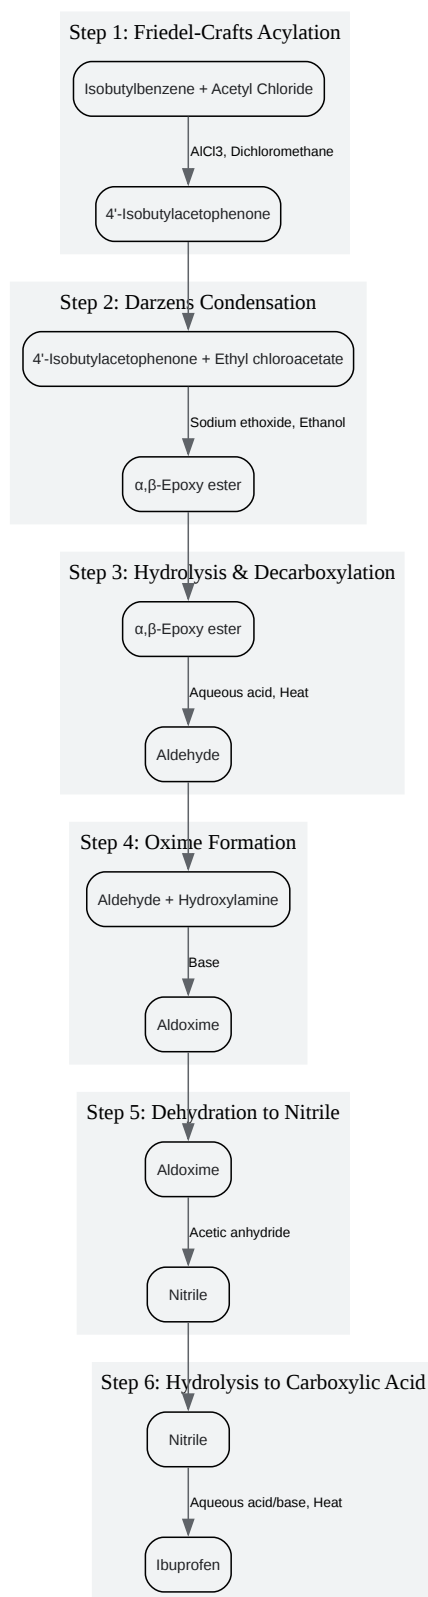 Step 1: Friedel-Crafts Acylation
Isobutylbenzene + Acetyl Chloride
AlCl3, Dichloromethane
4'-Isobutylacetophenone
Step 2: Darzens Condensation
4'-Isobutylacetophenone + Ethyl chloroacetate
Sodium ethoxide, Ethanol
α,β-Epoxy ester
Step 3: Hydrolysis & Decarboxylation
α,β-Epoxy ester
Aqueous acid, Heat
Aldehyde
Step 4: Oxime Formation
Aldehyde + Hydroxylamine
Base
Aldoxime
Step 5: Dehydration to Nitrile
Aldoxime
Acetic anhydride
Nitrile
Step 6: Hydrolysis to Carboxylic Acid
Nitrile
Aqueous acid/base, Heat
Ibuprofen